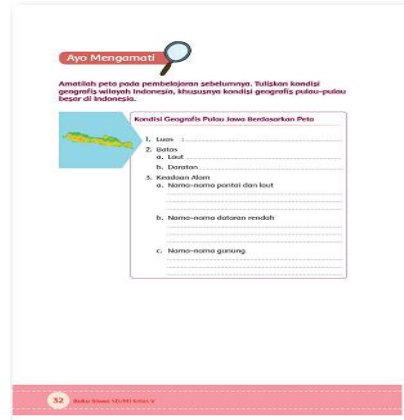 Ayo Mengamati
Amatilah peta pada pembelajaran sebelumnya. Tuliskan kondisi
geografis wilayah Indonesia, khususnya kondisi geografis pulau-pulau
besar di Indonesia.
Kondisi Geografis Pulau Jawa Berdasarkan Peta
1. Luas :
2. Batas
a. Laut
b. Daratan
3. Keadaan Alam
a. Nama-nama pantai dan laut
b. Nama-nama dataran rendah
c. Nama-nama gunung
32 Buku Siswa SD/MI Kelas V